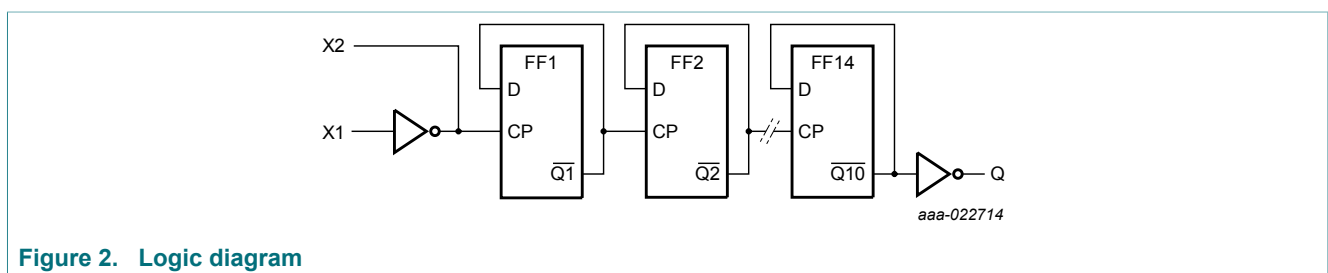 X2
X1
FF1
D
CP
Q1
FF2
D
CP
Q2
FF14
D
CP
Q10
Q
aaa-022714
Figure 2. Logic diagram